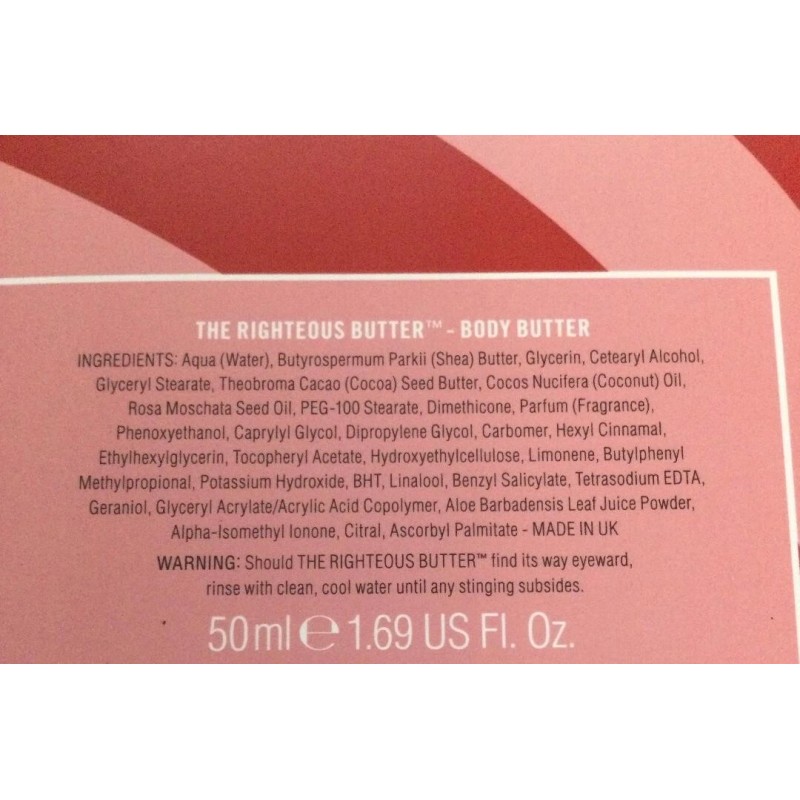 THE RIGHTEOUS BUTTER™ - BODY BUTTER
INGREDIENTS: Aqua (Water), Butyrospermum Parkii (Shea) Butter, Glycerin, Cetearyl Alcohol,
Glyceryl Stearate, Theobroma Cacao (Cocoa) Seed Butter, Cocos Nucifera (Coconut) Oil,
Rosa Moschata Seed Oil, PEG-100 Stearate, Dimethicone, Parfum (Fragrance),
Phenoxyethanol, Caprylyl Glycol, Dipropylene Glycol, Carbomer, Hexyl Cinnamal,
Ethylhexylglycerin, Tocopheryl Acetate, Hydroxyethylcellulose, Limonene, Butylphenyl
Methylpropional, Potassium Hydroxide, BHT, Linalool, Benzyl Salicylate, Tetrasodium EDTA,
Geraniol, Glyceryl Acrylate/Acrylic Acid Copolymer, Aloe Barbadensis Leaf Juice Powder,
Alpha-Isomethyl Ionone, Citral, Ascorbyl Palmitate - MADE IN UK
WARNING: Should THE RIGHTEOUS BUTTER™ find its way eyeward,
rinse with clean, cool water until any stinging subsides.
50ml ℮ 1.69 US Fl. Oz.